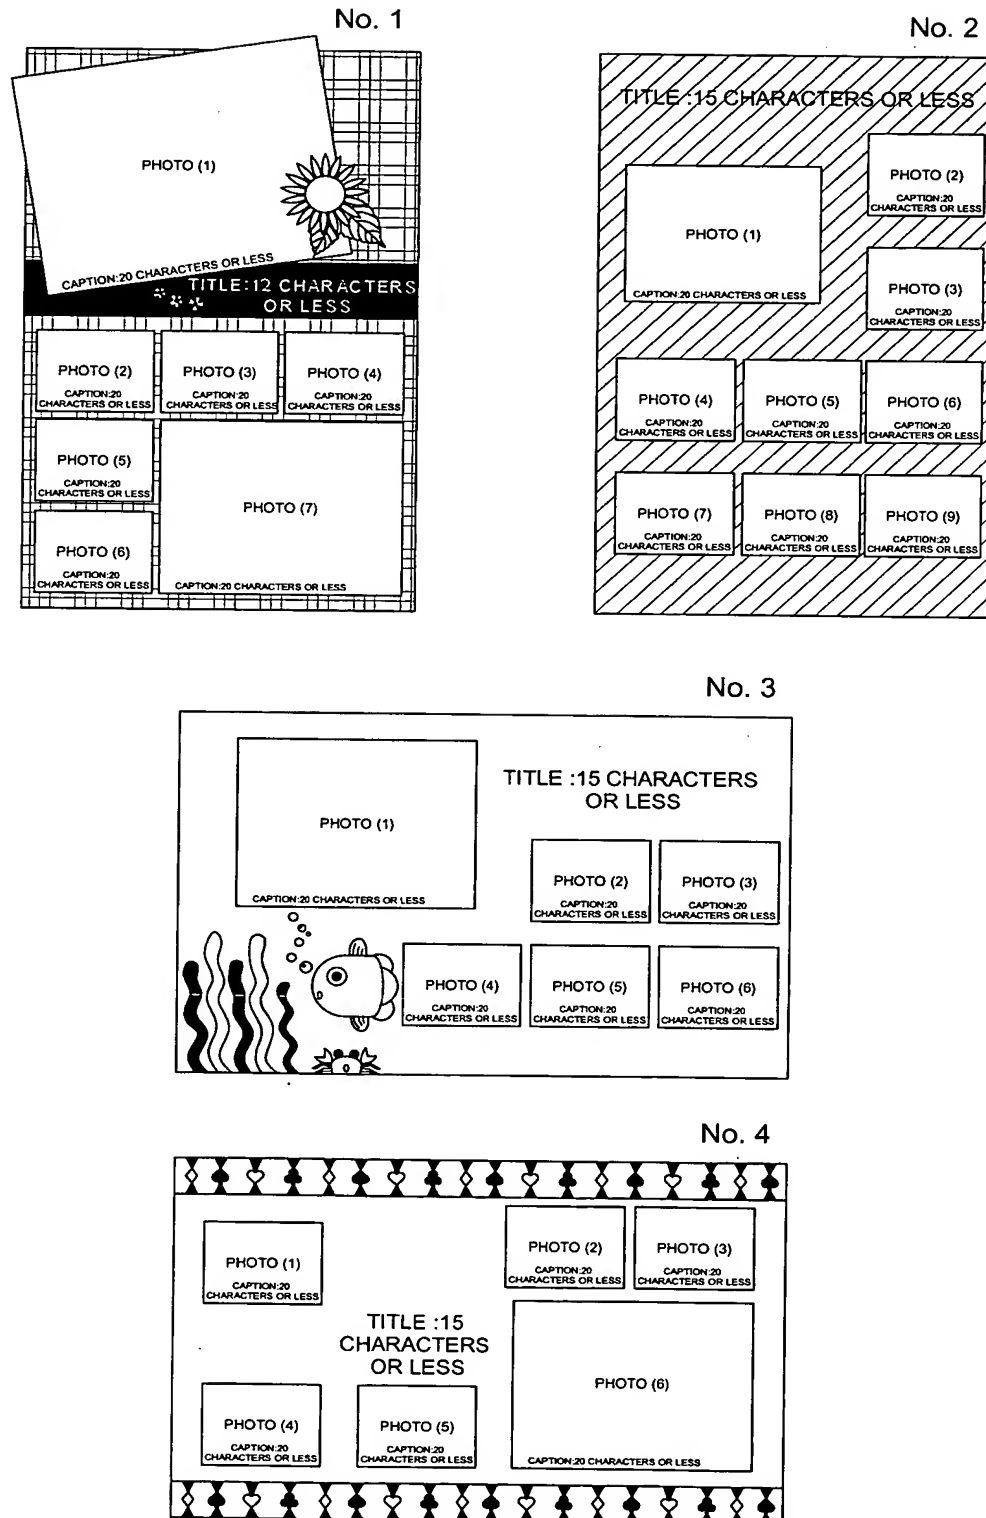 No. 1
PHOTO (1)
CAPTION:20 CHARACTERS OR LESS
TITLE:12 CHARACTERS
OR LESS
PHOTO (2)
CAPTION:20
CHARACTERS OR LESS
PHOTO (3)
CAPTION:20
CHARACTERS OR LESS
PHOTO (4)
CAPTION:20
CHARACTERS OR LESS
PHOTO (5)
CAPTION:20
CHARACTERS OR LESS
PHOTO (6)
CAPTION:20
CHARACTERS OR LESS
PHOTO (7)
CAPTION:20 CHARACTERS OR LESS
No. 2
TITLE :15 CHARACTERS OR LESS
PHOTO (1)
CAPTION:20 CHARACTERS OR LESS
PHOTO (2)
CAPTION:20
CHARACTERS OR LESS
PHOTO (3)
CAPTION:20
CHARACTERS OR LESS
PHOTO (4)
CAPTION:20
CHARACTERS OR LESS
PHOTO (5)
CAPTION:20
CHARACTERS OR LESS
PHOTO (6)
CAPTION:20
CHARACTERS OR LESS
PHOTO (7)
CAPTION:20
CHARACTERS OR LESS
PHOTO (8)
CAPTION:20
CHARACTERS OR LESS
PHOTO (9)
CAPTION:20
CHARACTERS OR LESS
No. 3
PHOTO (1)
CAPTION:20 CHARACTERS OR LESS
TITLE :15 CHARACTERS
OR LESS
PHOTO (2)
CAPTION:20
CHARACTERS OR LESS
PHOTO (3)
CAPTION:20
CHARACTERS OR LESS
PHOTO (4)
CAPTION:20
CHARACTERS OR LESS
PHOTO (5)
CAPTION:20
CHARACTERS OR LESS
PHOTO (6)
CAPTION:20
CHARACTERS OR LESS
No. 4
PHOTO (1)
CAPTION:20
CHARACTERS OR LESS
PHOTO (2)
CAPTION:20
CHARACTERS OR LESS
PHOTO (3)
CAPTION:20
CHARACTERS OR LESS
TITLE :15
CHARACTERS
OR LESS
PHOTO (4)
CAPTION:20
CHARACTERS OR LESS
PHOTO (5)
CAPTION:20
CHARACTERS OR LESS
PHOTO (6)
CAPTION:20 CHARACTERS OR LESS